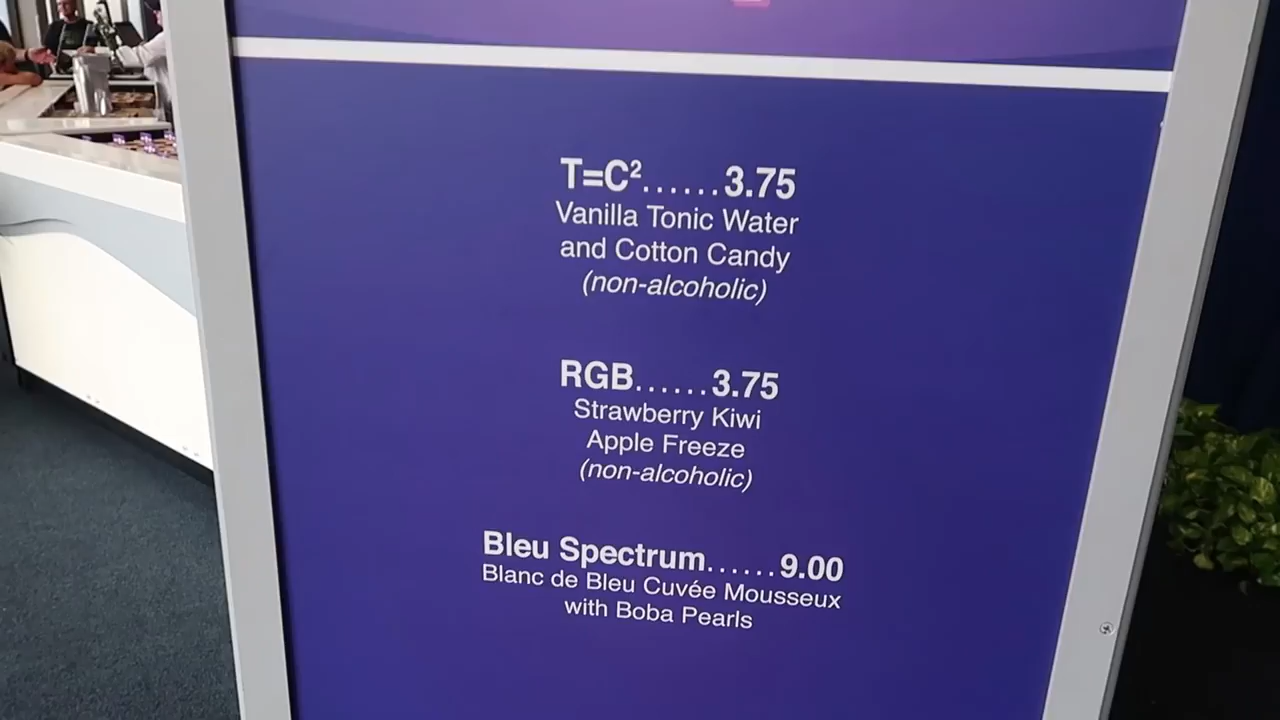 T=C²......3.75
Vanilla Tonic Water
and Cotton Candy
(non-alcoholic)
RGB......3.75
Strawberry Kiwi
Apple Freeze
(non-alcoholic)
Bleu Spectrum......9.00
Blanc de Bleu Cuvée Mousseux
with Boba Pearls